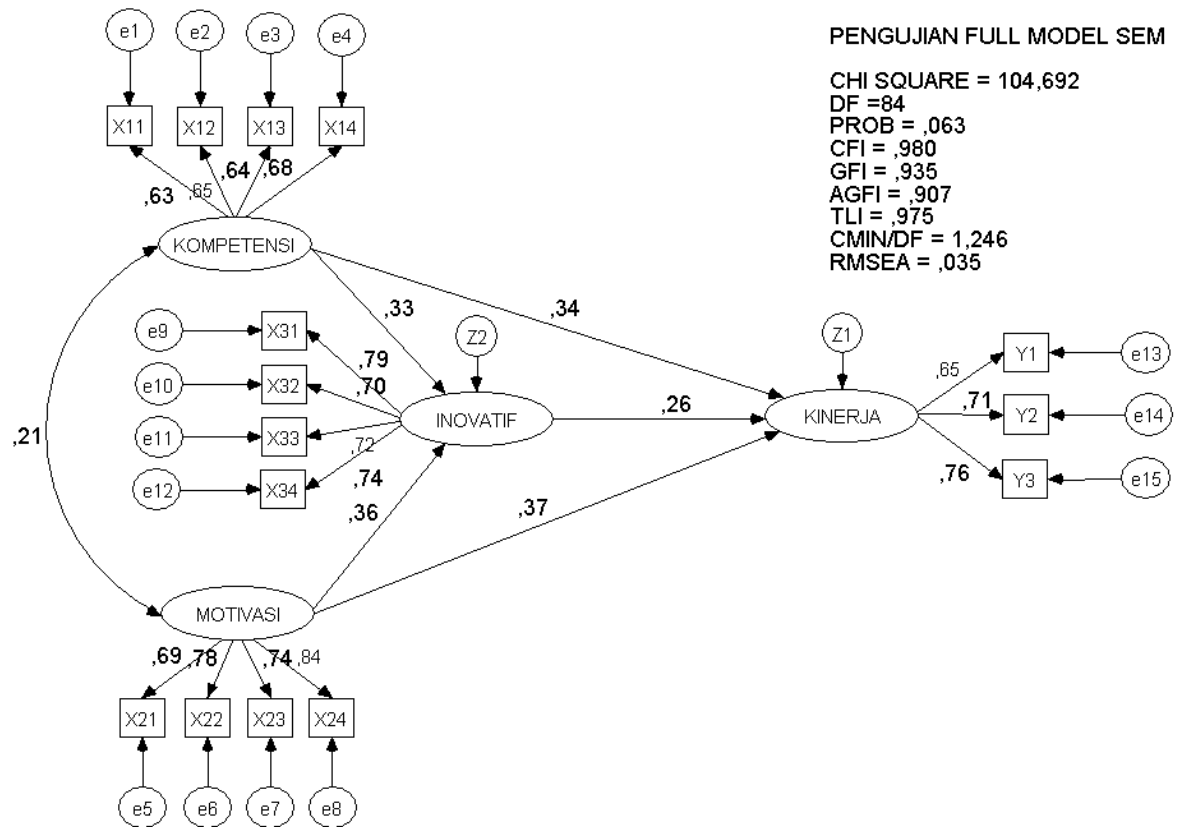 PENGUJIAN FULL MODEL SEM
CHI SQUARE = 104,692
DF =84
PROB = ,063
CFI = ,980
GFI = ,935
AGFI = ,907
TLI = ,975
CMIN/DF = 1,246
RMSEA = ,035
e1 e2 e3 e4
X11 X12 X13 X14
,63 ,65 ,64 ,68
KOMPETENSI
,33 ,34
e9 X31
Z2 Z1
,79
e10 X32 ,70
e11 X33 ,72
e12 X34 ,74
INOVATIF
,26
KINERJA
,65 Y1 e13
,71 Y2 e14
,76 Y3 e15
,21
,36 ,37
MOTIVASI
,69 ,78 ,74 ,84
X21 X22 X23 X24
e5 e6 e7 e8